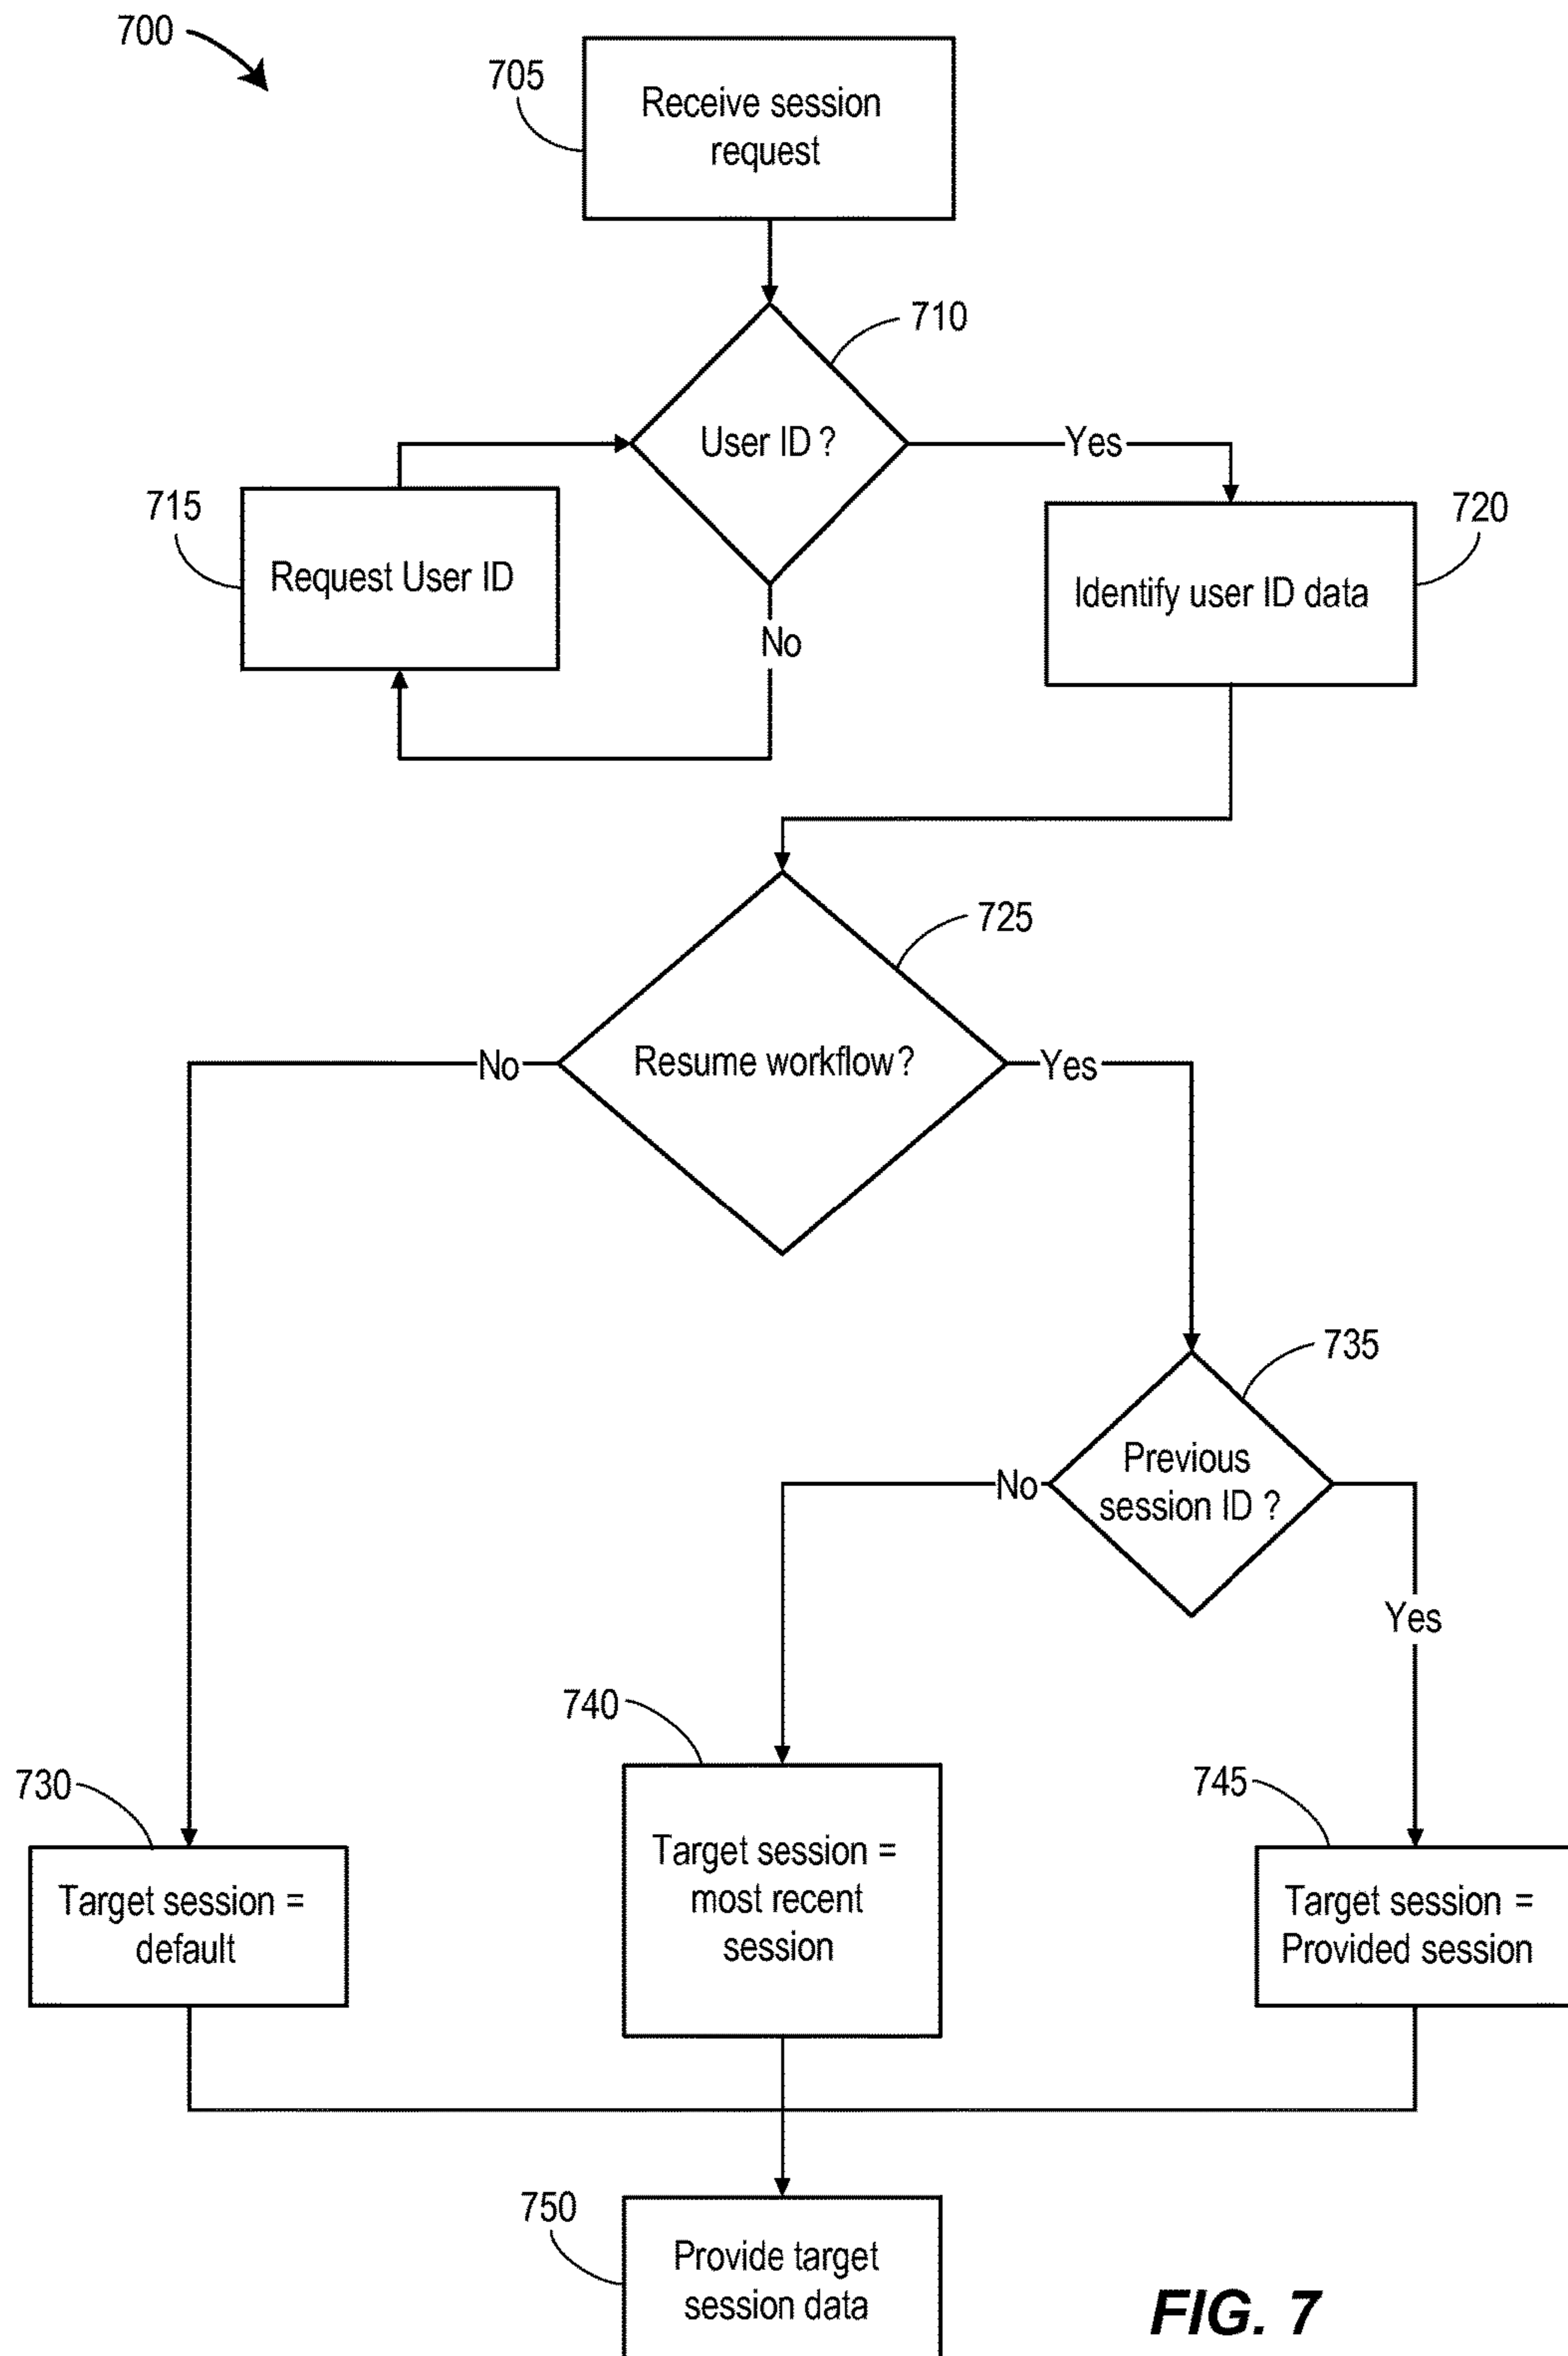 700
705
Receive session
request
710
User ID ?
Yes
715
Request User ID
720
Identify user ID data
No
725
No
Resume workflow?
Yes
735
Previous
session ID ?
No
Yes
740
Target session =
most recent
session
730
Target session =
default
745
Target session =
Provided session
750
Provide target
session data
FIG. 7